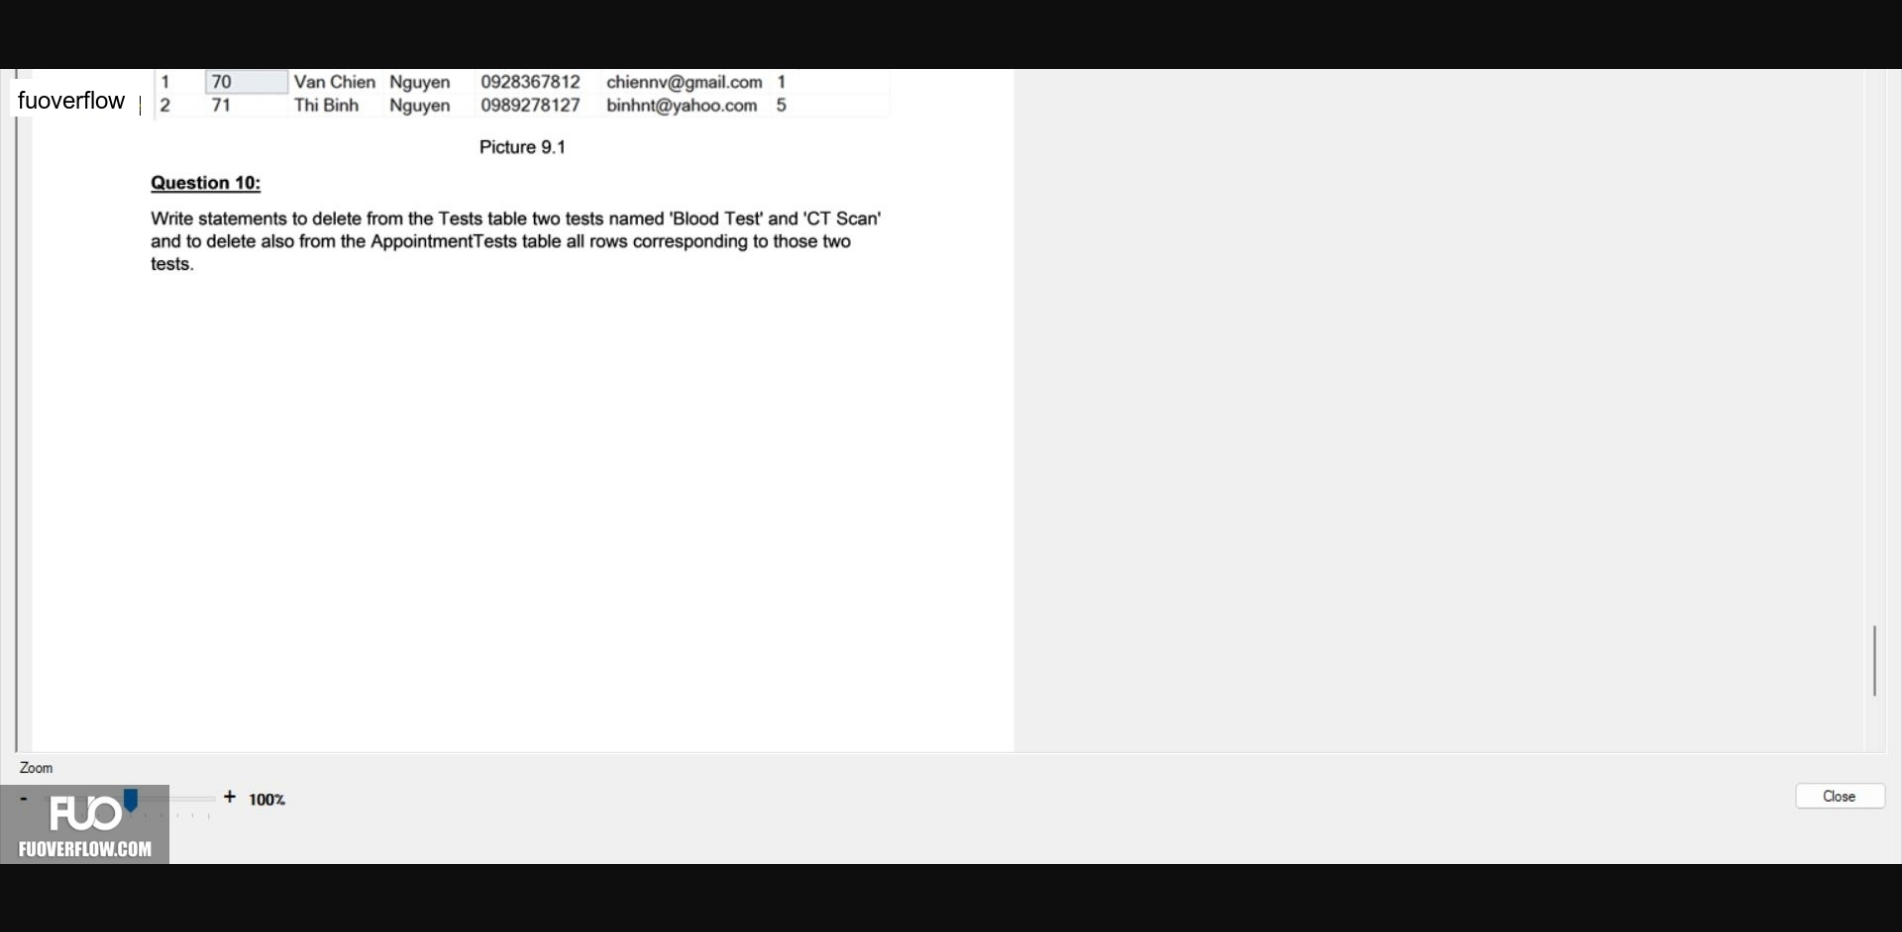 1 70 Van Chien Nguyen 0928367812 chiennv@gmail.com 1
fuoverflow
2 71 Thi Binh Nguyen 0989278127 binhnt@yahoo.com 5
Picture 9.1
Question 10:
Write statements to delete from the Tests table two tests named 'Blood Test' and 'CT Scan'
and to delete also from the AppointmentTests table all rows corresponding to those two
tests.
Zoom
- + 100%
Close
FUO
FUOVERFLOW.COM